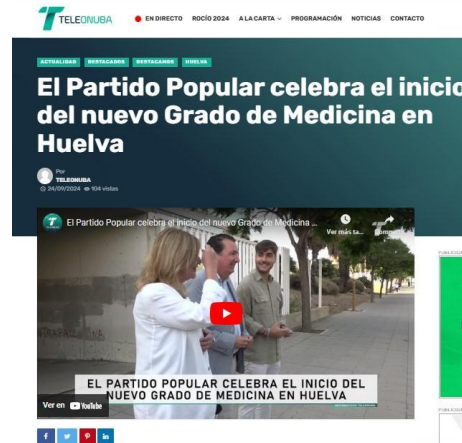 TELEONUBA
EN DIRECTO ROCÍO 2024 A LA CARTA PROGRAMACIÓN NOTICIAS CONTACTO
ACTUALIDAD DESTACADOS DESTACAMOS HUELVA
El Partido Popular celebra el inicio
del nuevo Grado de Medicina en
Huelva
Por
TELEONUBA
24/09/2024 104 vistas
El Partido Popular celebra el inicio del nuevo Grado de Medicina ...
Ver más ta...
EL PARTIDO POPULAR CELEBRA EL INICIO DEL
NUEVO GRADO DE MEDICINA EN HUELVA
Ver en YouTube